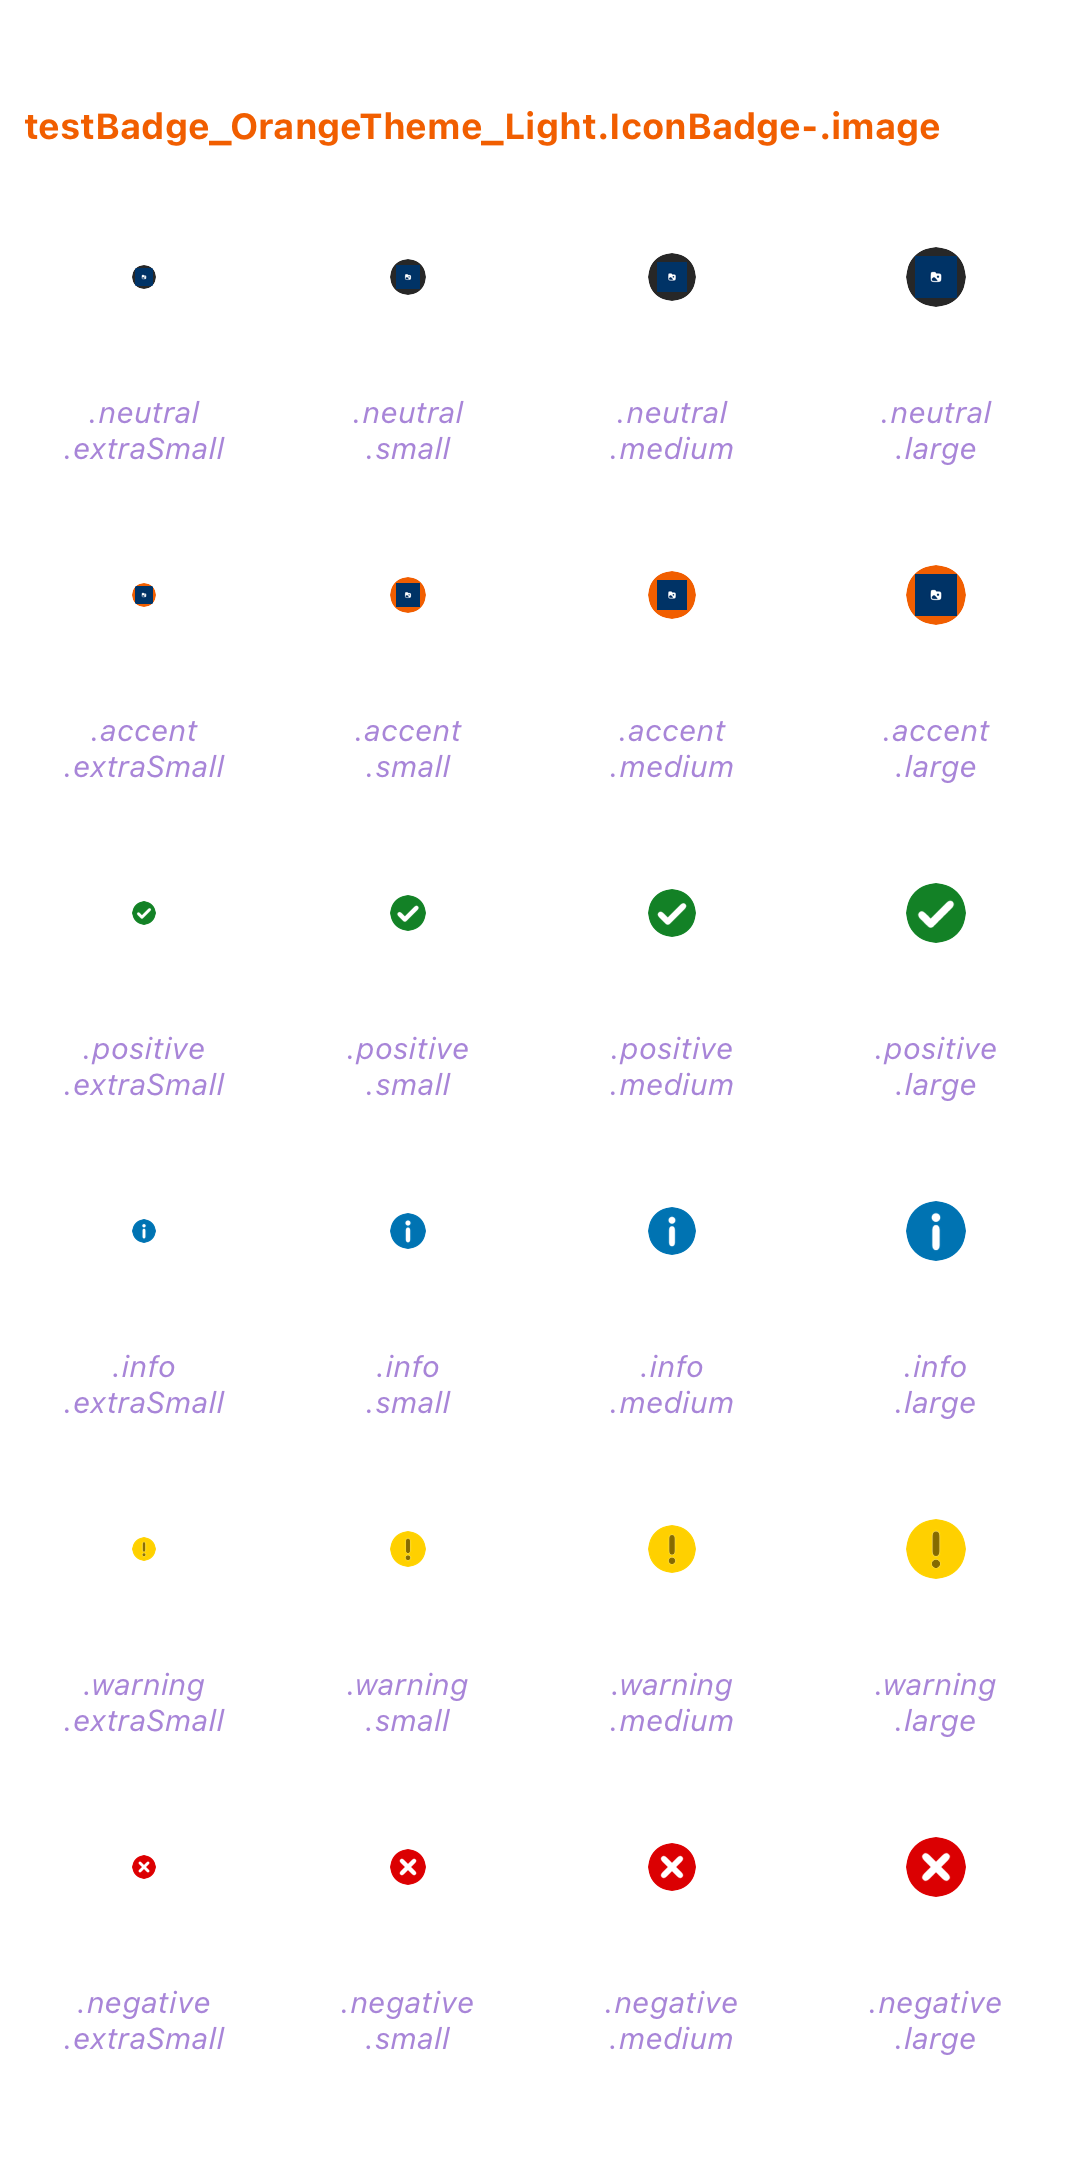 testBadge_OrangeTheme_Light.IconBadge-.image
.neutral .neutral .neutral .neutral
.extraSmall .small .medium .large
.accent .accent .accent .accent
.extraSmall .small .medium .large
.positive .positive .positive .positive
.extraSmall .small .medium .large
.info .info .info .info
.extraSmall .small .medium .large
.warning .warning .warning .warning
.extraSmall .small .medium .large
.negative .negative .negative .negative
.extraSmall .small .medium .large